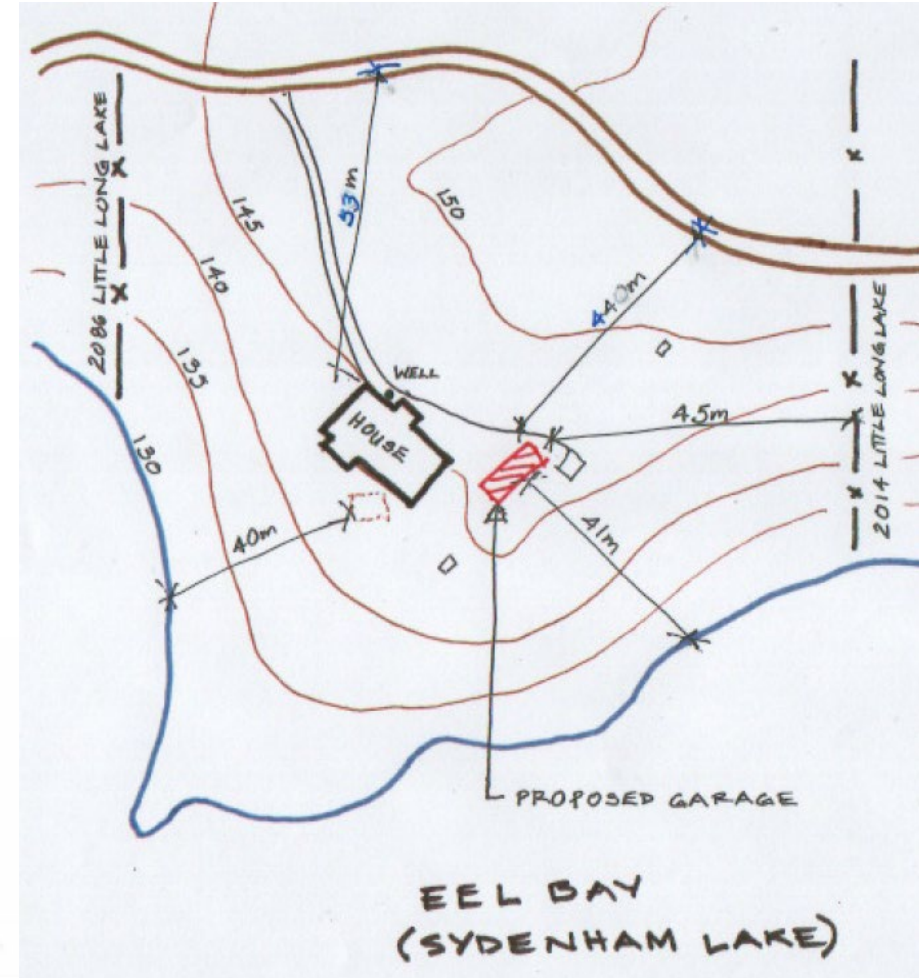 2086 LITTLE LONG LAKE
145
53m
150
140
440m
135
WELL
HOUSE
45m
2014 LITTLE LONG LAKE
130
40m
41m
PROPOSED GARAGE
EEL BAY
(SYDENHAM LAKE)